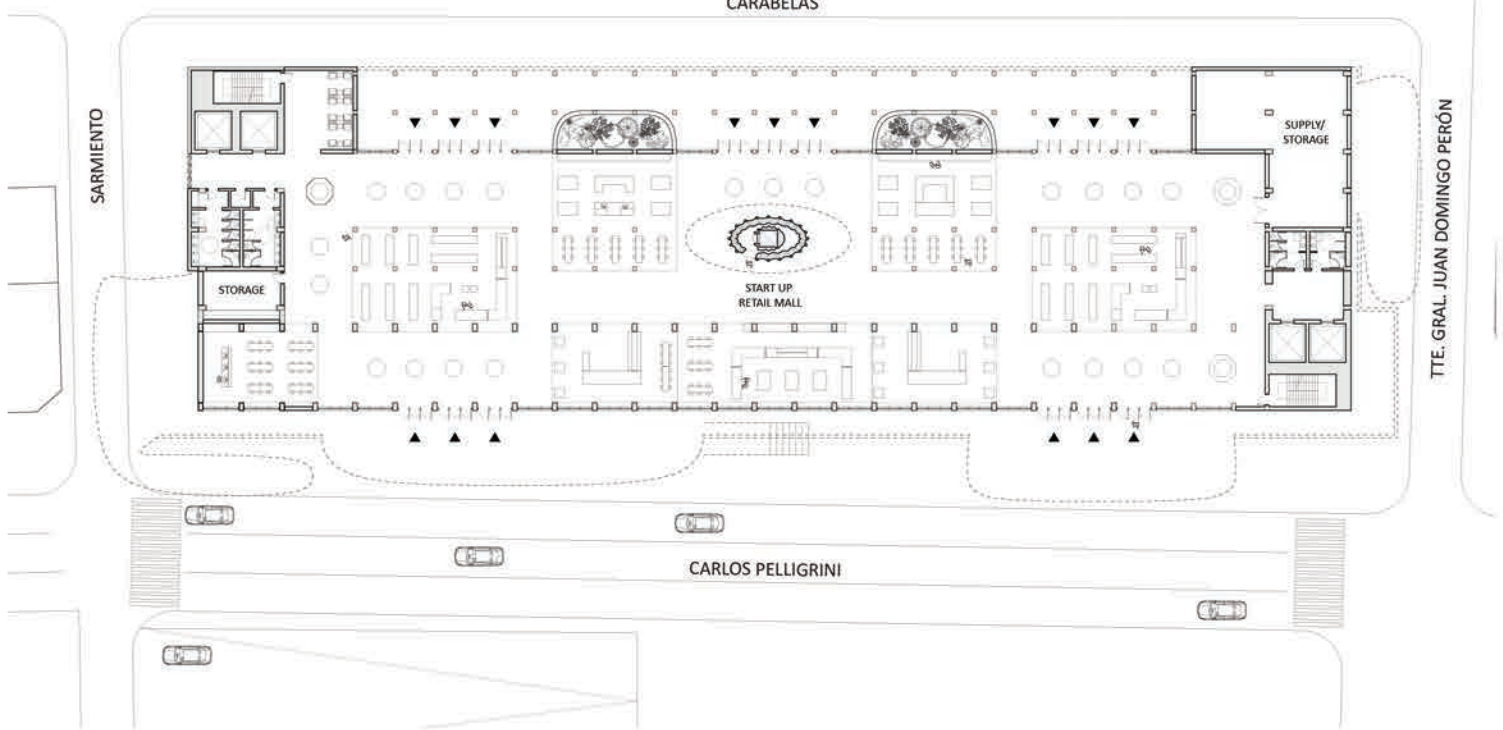 CARABELAS
SARMIENTO
SUPPLY/
STORAGE
TTE. GRAL. JUAN DOMINGO PERÓN
STORAGE
START UP
RETAIL MALL
CARLOS PELLIGRINI